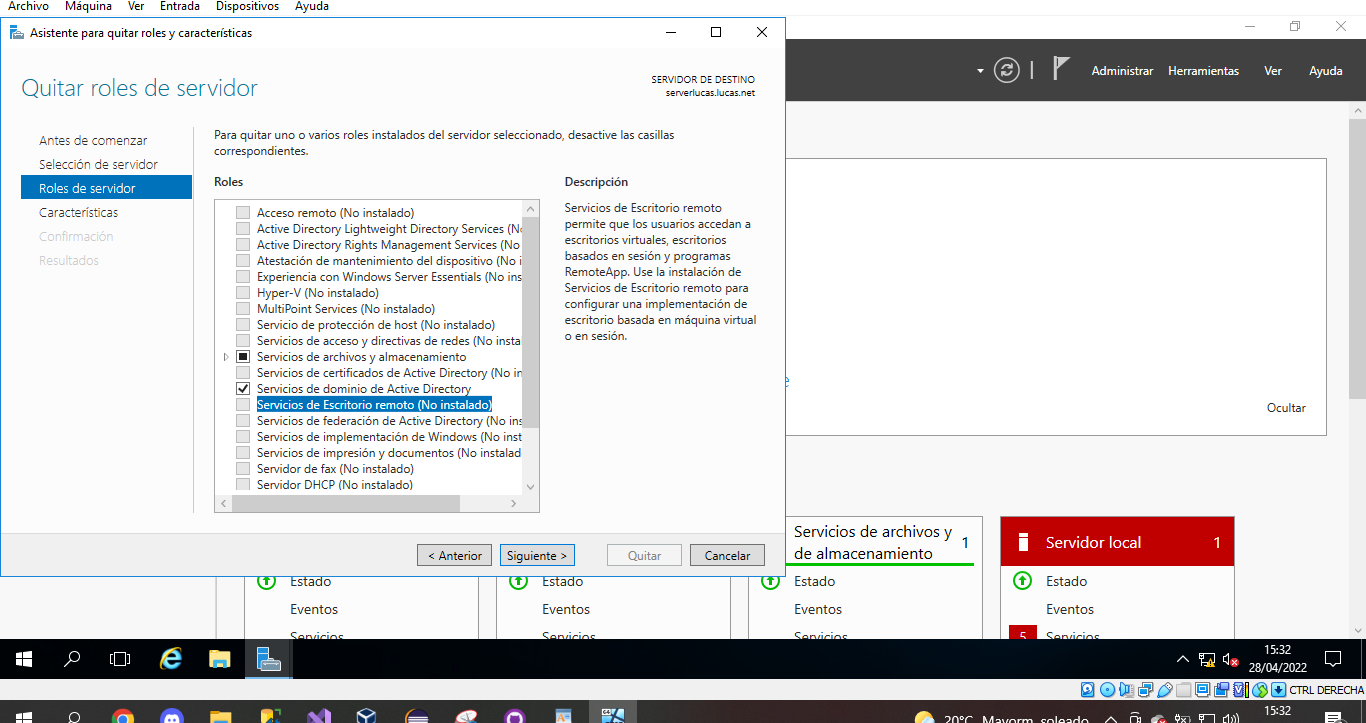 Archivo Máquina Ver Entrada Dispositivos Ayuda
Asistente para quitar roles y características
Quitar roles de servidor
SERVIDOR DE DESTINO
serverlucas.lucas.net
Administrar Herramientas Ver Ayuda
Antes de comenzar
Selección de servidor
Roles de servidor
Características
Confirmación
Resultados
Para quitar uno o varios roles instalados del servidor seleccionado, desactive las casillas
correspondientes.
Roles
Acceso remoto (No instalado)
Active Directory Lightweight Directory Services (No
Active Directory Rights Management Services (No
Atestación de mantenimiento del dispositivo (No i
Experiencia con Windows Server Essentials (No ins
Hyper-V (No instalado)
MultiPoint Services (No instalado)
Servicio de protección de host (No instalado)
Servicios de acceso y directivas de redes (No insta
Servicios de archivos y almacenamiento
Servicios de certificados de Active Directory (No in
Servicios de dominio de Active Directory
Servicios de Escritorio remoto (No instalado)
Servicios de federación de Active Directory (No ins
Servicios de implementación de Windows (No inst
Servicios de impresión y documentos (No instalad
Servidor de fax (No instalado)
Servidor DHCP (No instalado)
Descripción
Servicios de Escritorio remoto
permite que los usuarios accedan a
escritorios virtuales, escritorios
basados en sesión y programas
RemoteApp. Use la instalación de
Servicios de Escritorio remoto para
configurar una implementación de
escritorio basada en máquina virtual
o en sesión.
Ocultar
< Anterior Siguiente > Quitar Cancelar
Servicios de archivos y
de almacenamiento 1
Servidor local 1
Estado Estado Estado Estado
Eventos Eventos Eventos Eventos
Servicios Servicios Servicios 5 Servicios
15:32
28/04/2022
CTRL DERECHA
20°C Mayorm. soleado
15:32